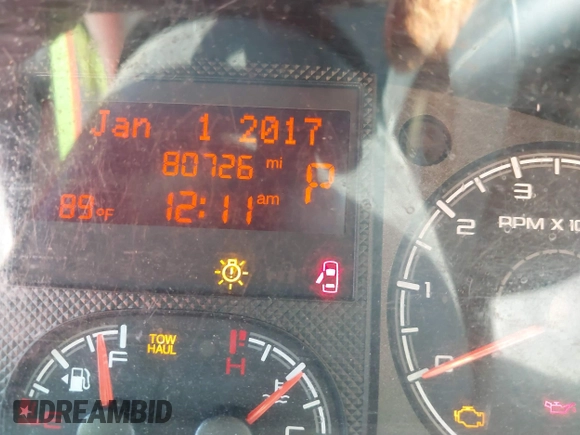 Jan 1 2017
80726 mi
P
89°F 12:11 am
TOW
HAUL
F
H
C
0
1
2
3
RPM X 10
DREAMBID